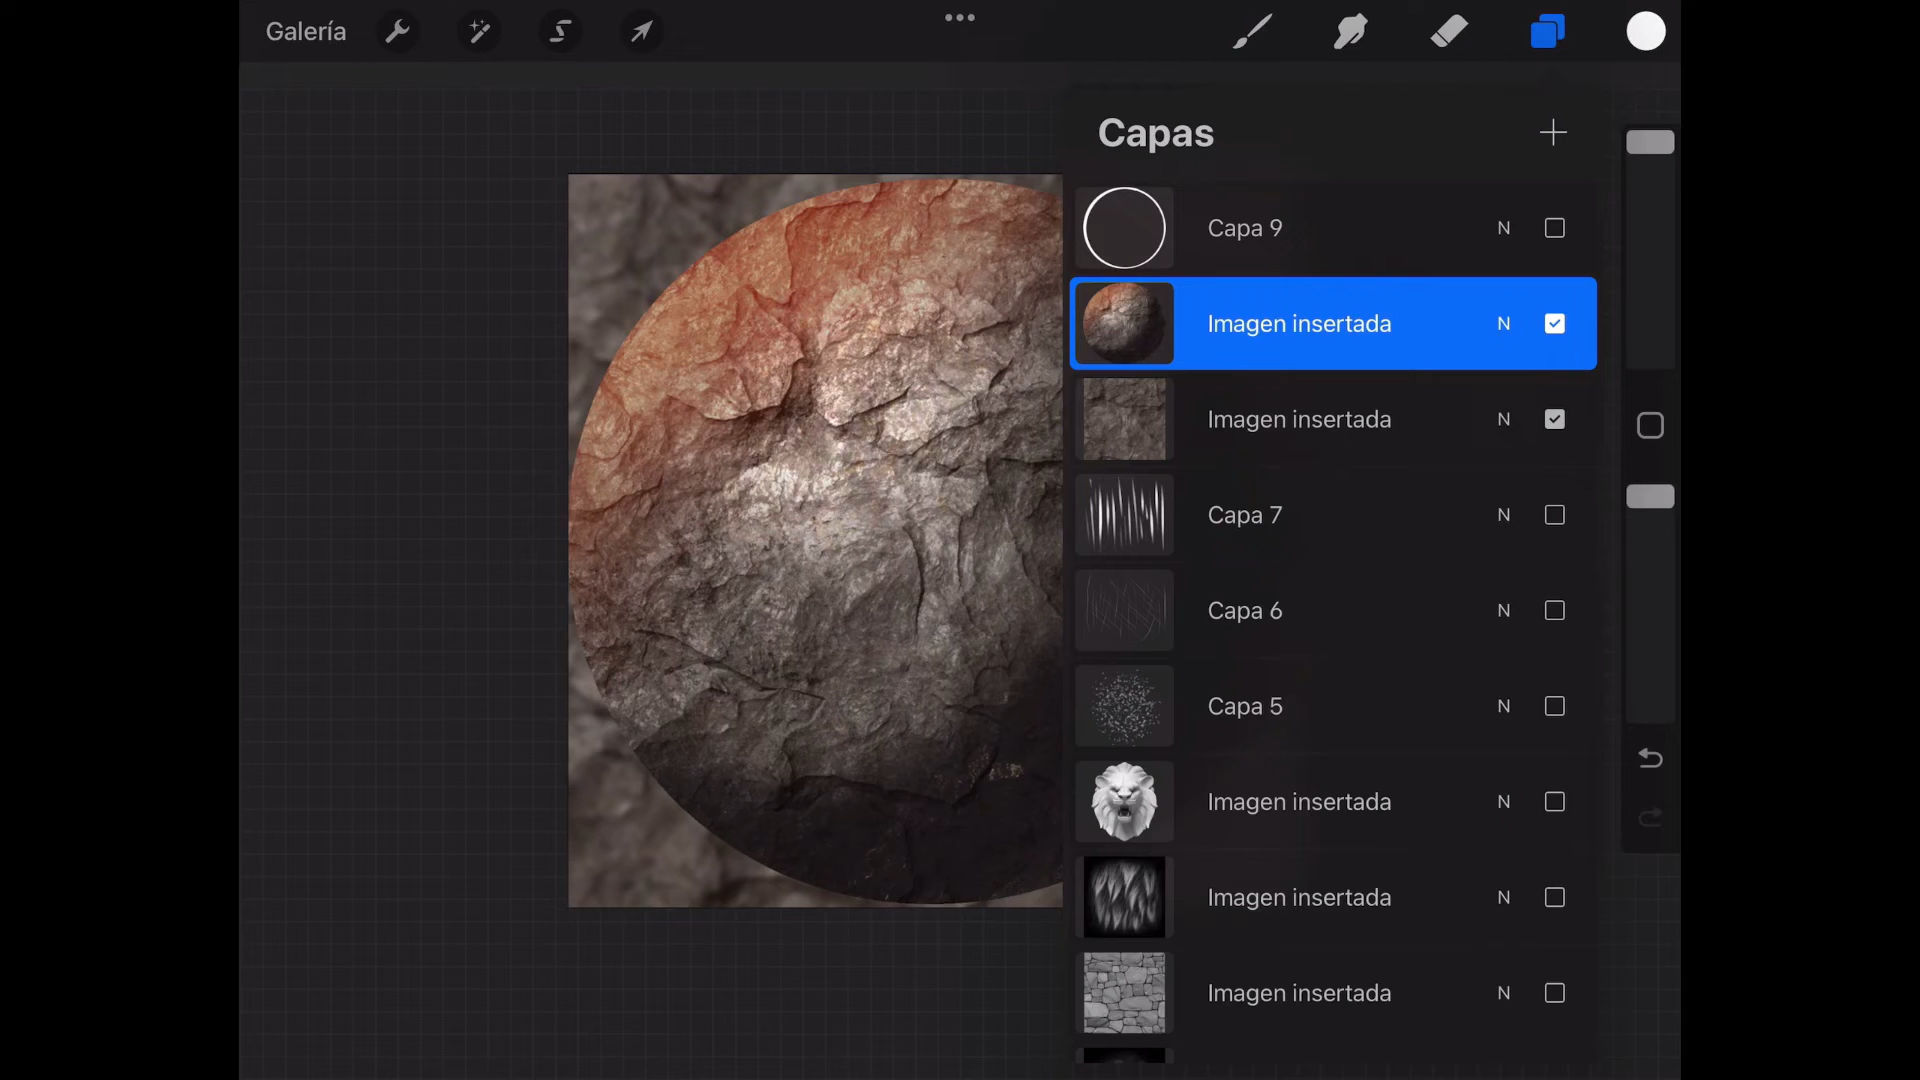 Galería
Capas
Capa 9 N
Imagen insertada N
Imagen insertada N
Capa 7 N
Capa 6 N
Capa 5 N
Imagen insertada N
Imagen insertada N
Imagen insertada N